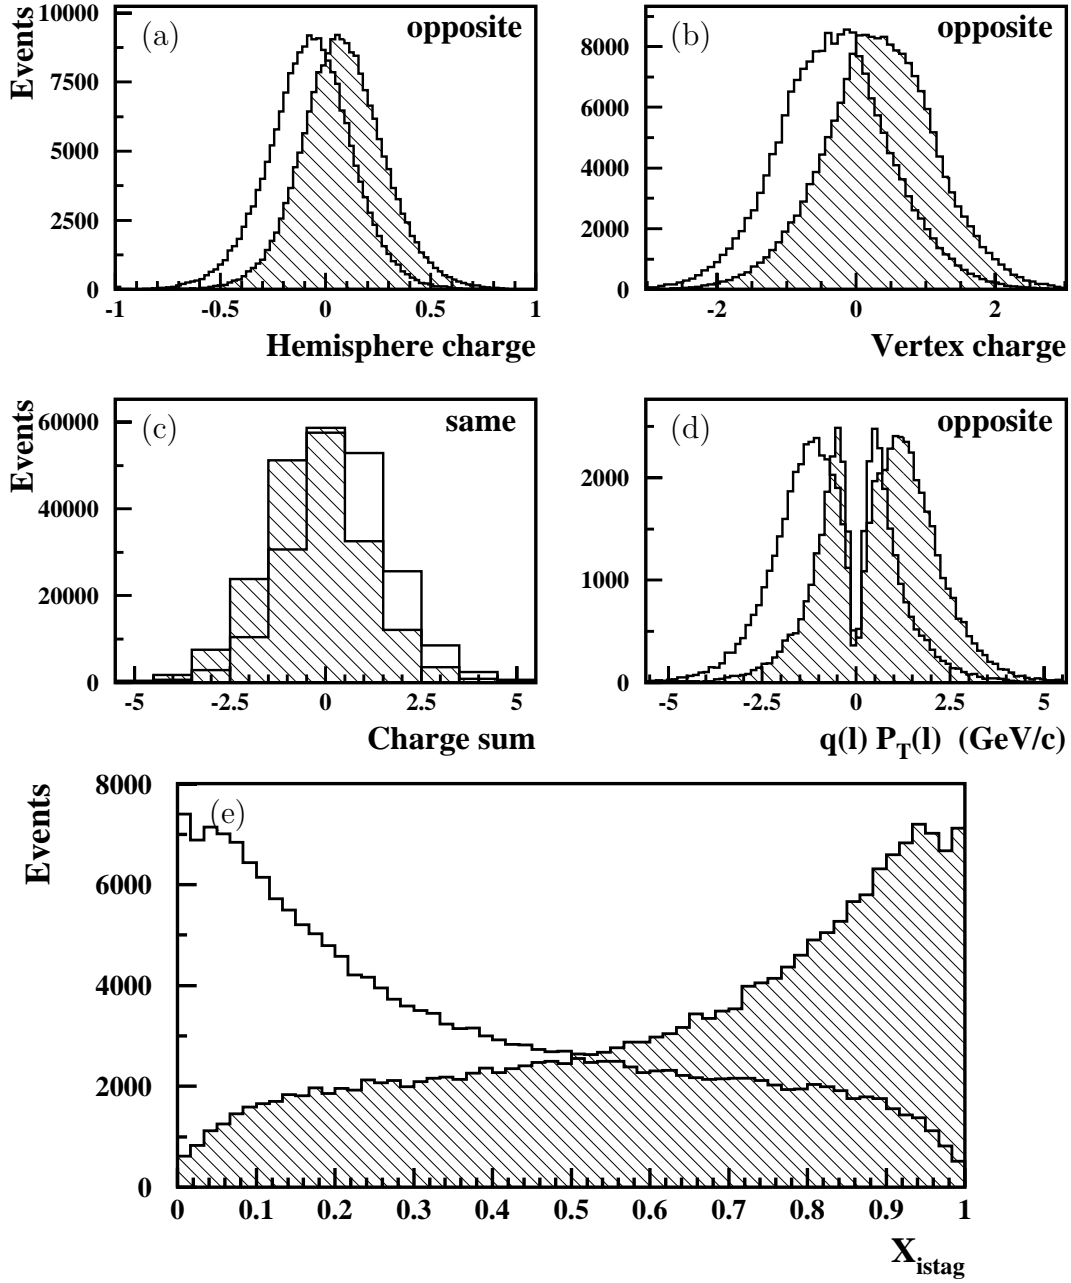 Events
10000
7500
5000
2500
0
(a)
opposite
-1 -0.5 0 0.5 1
Hemisphere charge
8000
6000
4000
2000
0
(b)
opposite
-2 0 2
Vertex charge
Events
60000
40000
20000
0
(c)
same
-5 -2.5 0 2.5 5
Charge sum
2000
1000
0
(d)
opposite
-5 -2.5 0 2.5 5
q(l) P_T(l) (GeV/c)
Events
8000
6000
4000
2000
0
(e)
0 0.1 0.2 0.3 0.4 0.5 0.6 0.7 0.8 0.9 1
X_istag